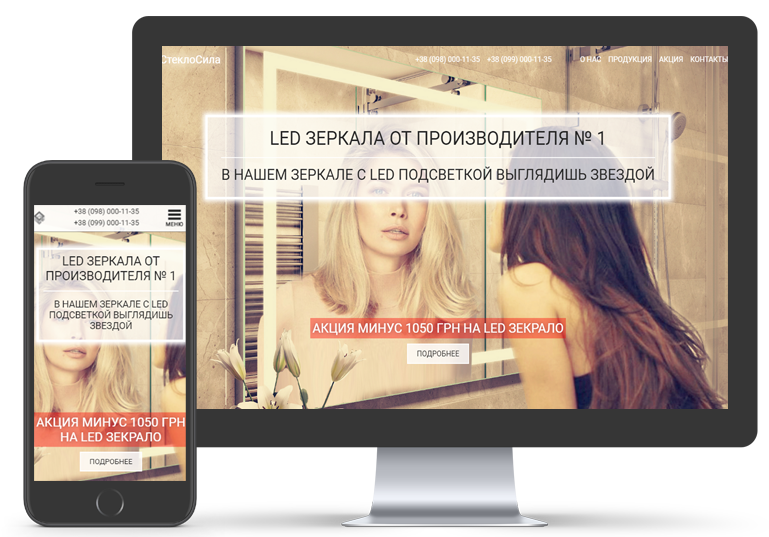 СтеклоСила
+38 (098) 000-11-35 +38 (099) 000-11-35 О НАС ПРОДУКЦИЯ АКЦИЯ КОНТАКТЫ
LED ЗЕРКАЛА ОТ ПРОИЗВОДИТЕЛЯ № 1
В НАШЕМ ЗЕРКАЛЕ С LED ПОДСВЕТКОЙ ВЫГЛЯДИШЬ ЗВЕЗДОЙ
АКЦИЯ МИНУС 1050 ГРН НА LED ЗЕКРАЛО
ПОДРОБНЕЕ
+38 (098) 000-11-35
+38 (099) 000-11-35
МЕНЮ
LED ЗЕРКАЛА ОТ
ПРОИЗВОДИТЕЛЯ № 1
В НАШЕМ ЗЕРКАЛЕ С LED
ПОДСВЕТКОЙ ВЫГЛЯДИШЬ
ЗВЕЗДОЙ
АКЦИЯ МИНУС 1050 ГРН
НА LED ЗЕКРАЛО
ПОДРОБНЕЕ